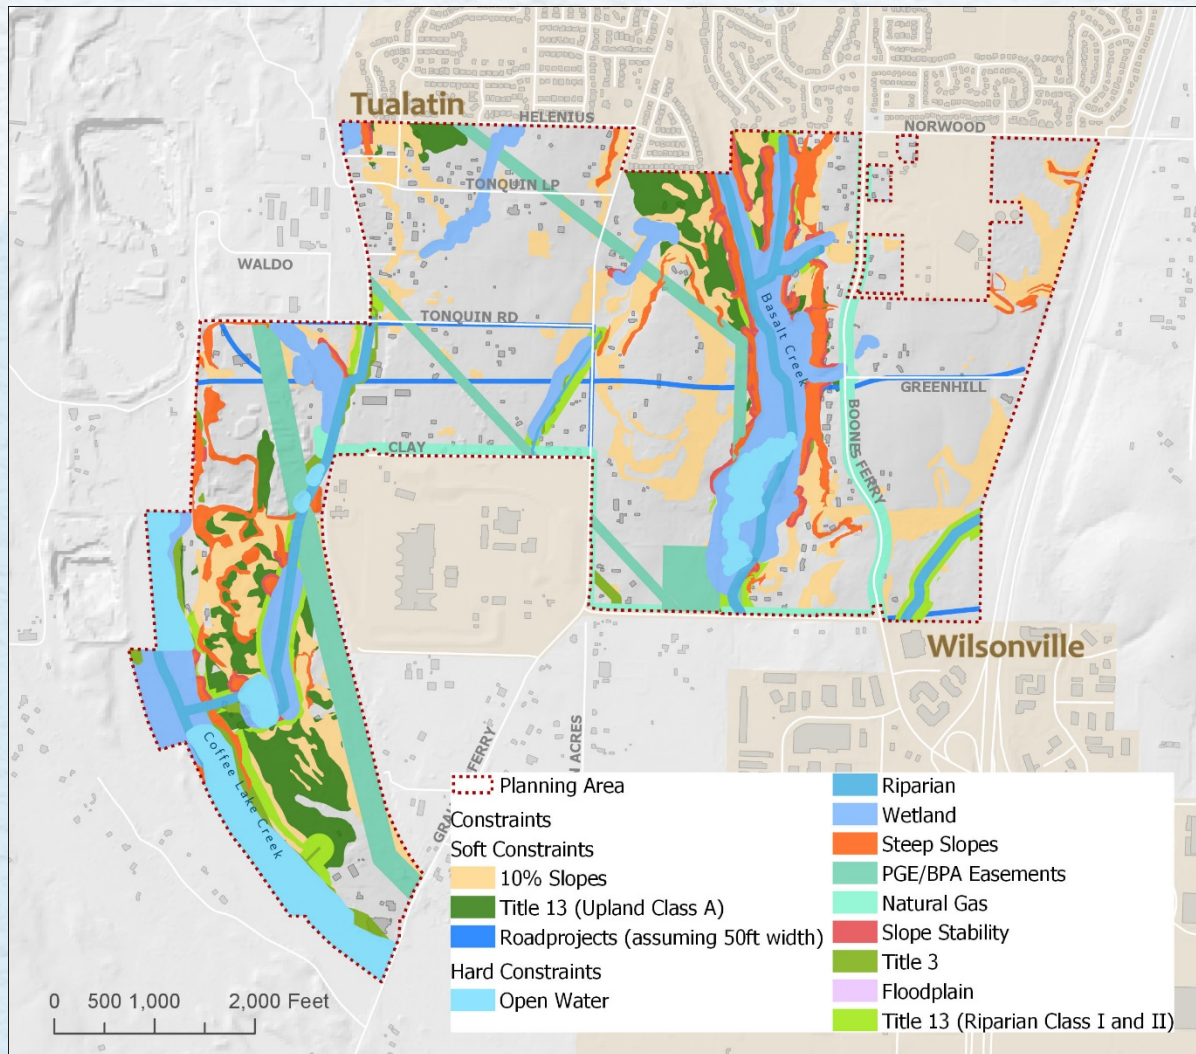 Tualatin
HELENIUS
NORWOOD
TONQUIN LP
WALDO
TONQUIN RD
Basalt Creek
GREENHILL
BOONES FERRY
CLAY
Wilsonville
Coffee Lake Creek
FERRY
ACRES
Planning Area
Constraints
Soft Constraints
10% Slopes
Title 13 (Upland Class A)
Roadprojects (assuming 50ft width)
Hard Constraints
Open Water
Riparian
Wetland
Steep Slopes
PGE/BPA Easements
Natural Gas
Slope Stability
Title 3
Floodplain
Title 13 (Riparian Class I and II)
0 500 1,000 2,000 Feet